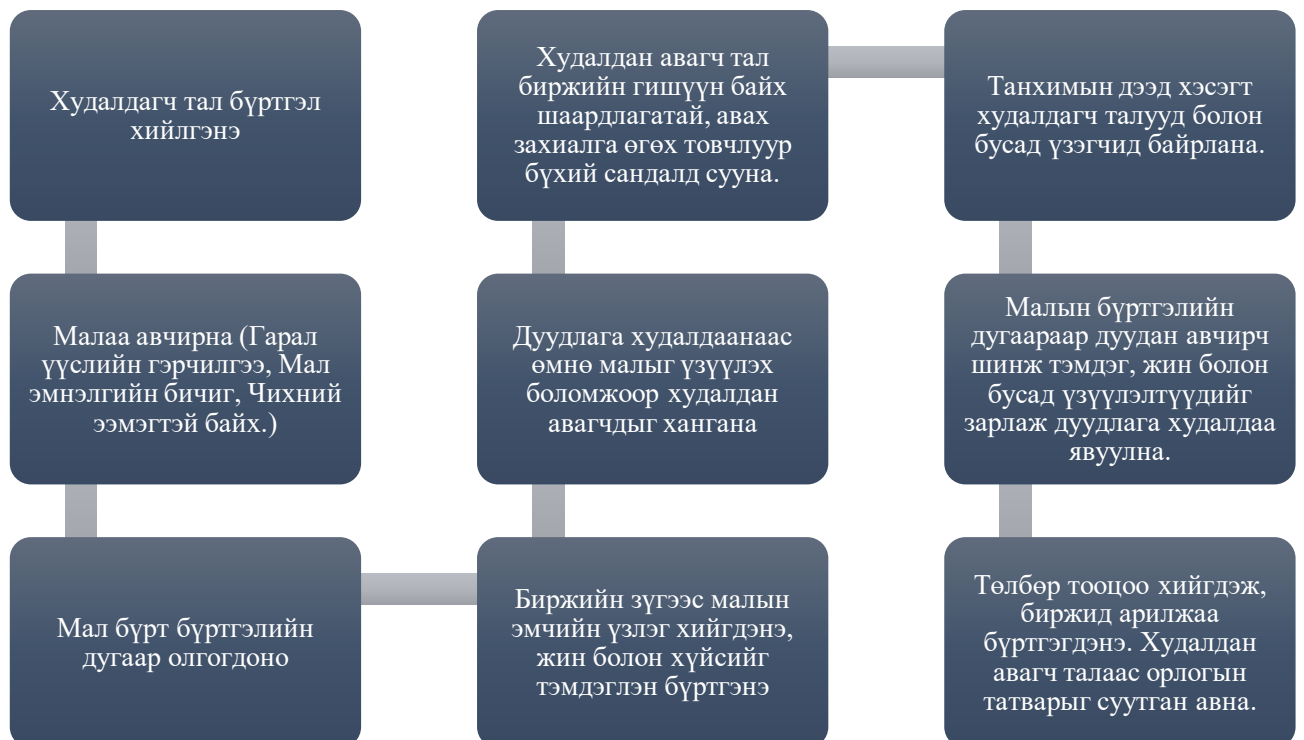 Худалдагч тал бүртгэл
хийлгэнэ
Малаа авчирна (Гарал
үүслийн гэрчилгээ, Мал
эмнэлгийн бичиг, Чихний
ээмэгтэй байх.)
Мал бүрт бүртгэлийн
дугаар олгогдоно
Биржийн зүгээс малын
эмчийн үзлэг хийгдэнэ,
жин болон хүйсийг
тэмдэглэн бүртгэнэ
Дуудлага худалдаанаас
өмнө малыг үзүүлэх
боломжоор худалдан
авагчдыг хангана
Худалдан авагч тал
биржийн гишүүн байх
шаардлагатай, авах
захиалга өгөх товчлуур
бүхий сандалд сууна.
Танхимын дээд хэсэгт
худалдагч талууд болон
бусад үзэгчид байрлана.
Малын бүртгэлийн
дугаараар дуудан авчирч
шинж тэмдэг, жин болон
бусад үзүүлэлтүүдийг
зарлаж дуудлага худалдаа
явуулна.
Төлбөр тооцоо хийгдэж,
биржид арилжаа
бүртгэгдэнэ. Худалдан
авагч талаас орлогын
татварыг суутган авна.